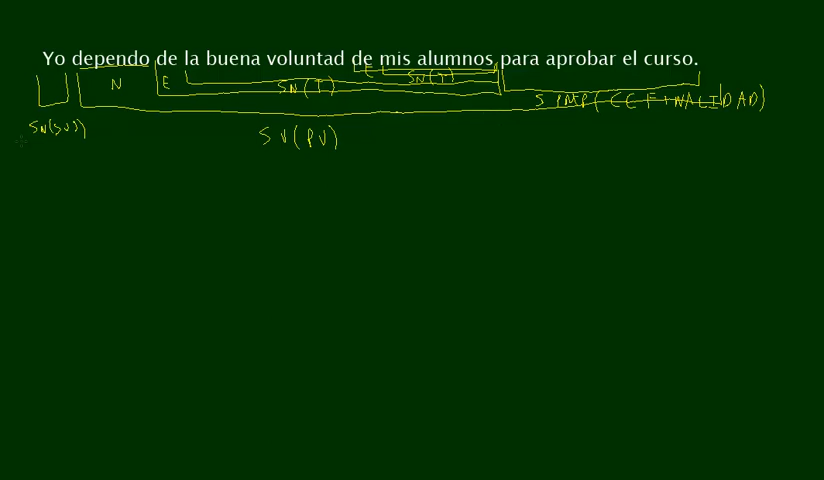 Yo dependo de la buena voluntad de mis alumnos para aprobar el curso.
N E SN(T) E SN(T)
S PREP( CC FINALIDAD)
SN(SUJ) SV(PV)